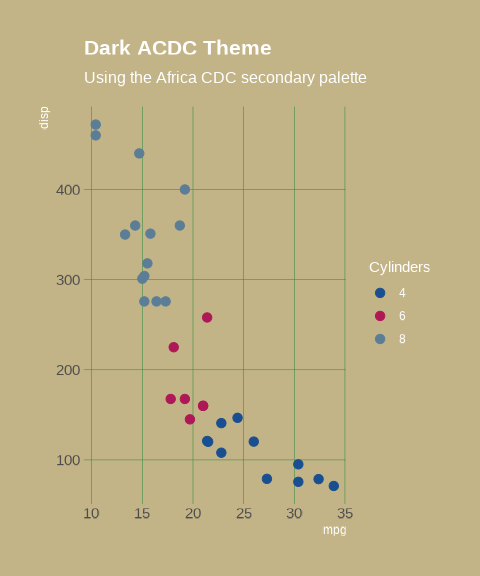 Dark ACDC Theme
Using the Africa CDC secondary palette
disp
400
300
200
100
10 15 20 25 30 35
mpg
Cylinders
4
6
8